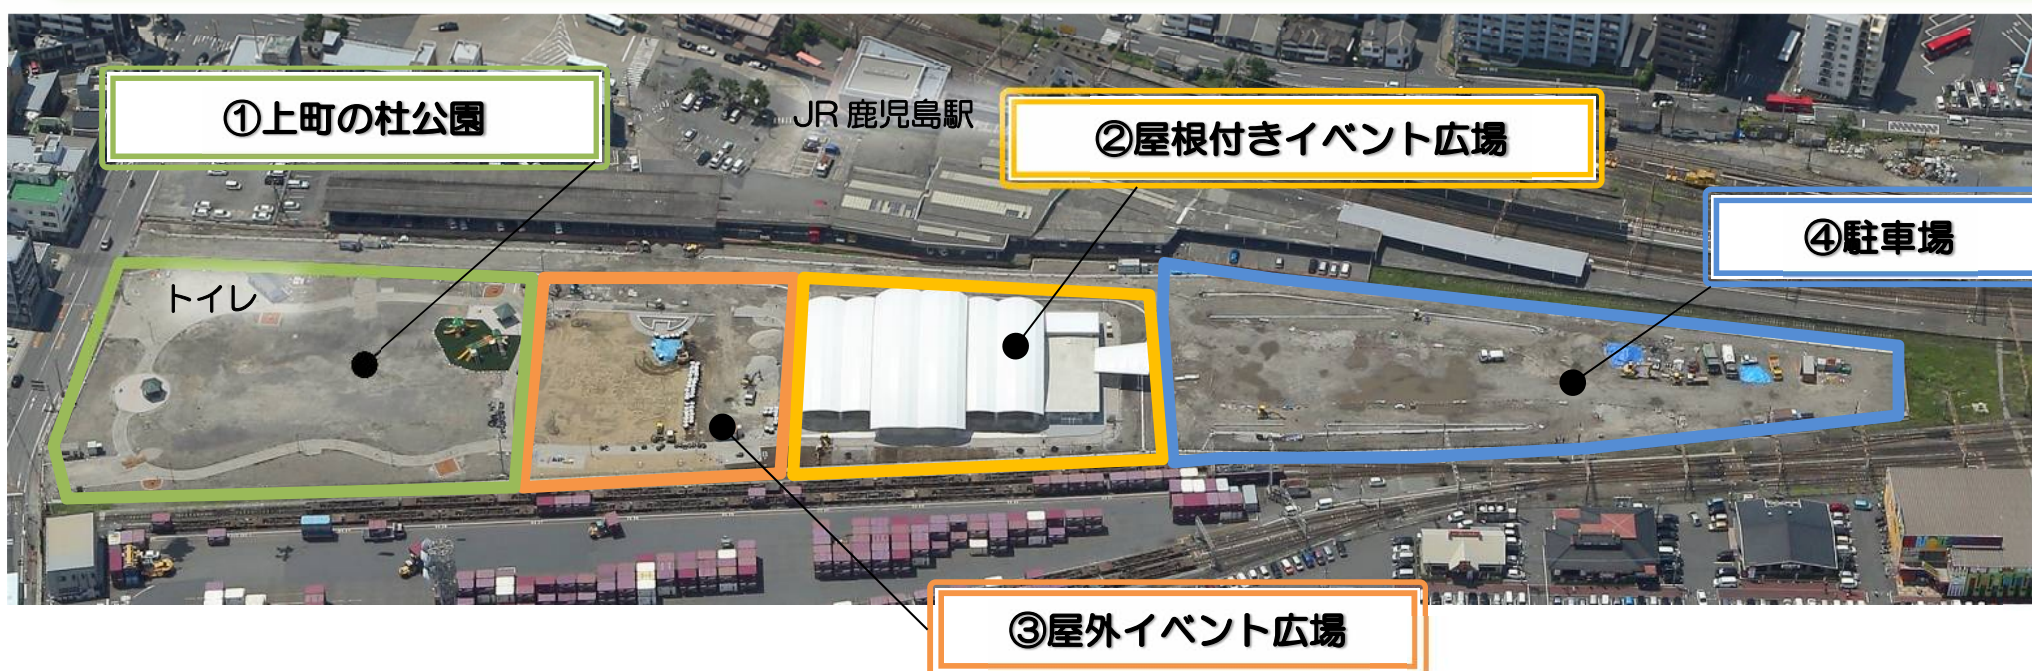 ①上町の杜公園
JR 鹿児島駅
②屋根付きイベント広場
④駐車場
トイレ
③屋外イベント広場